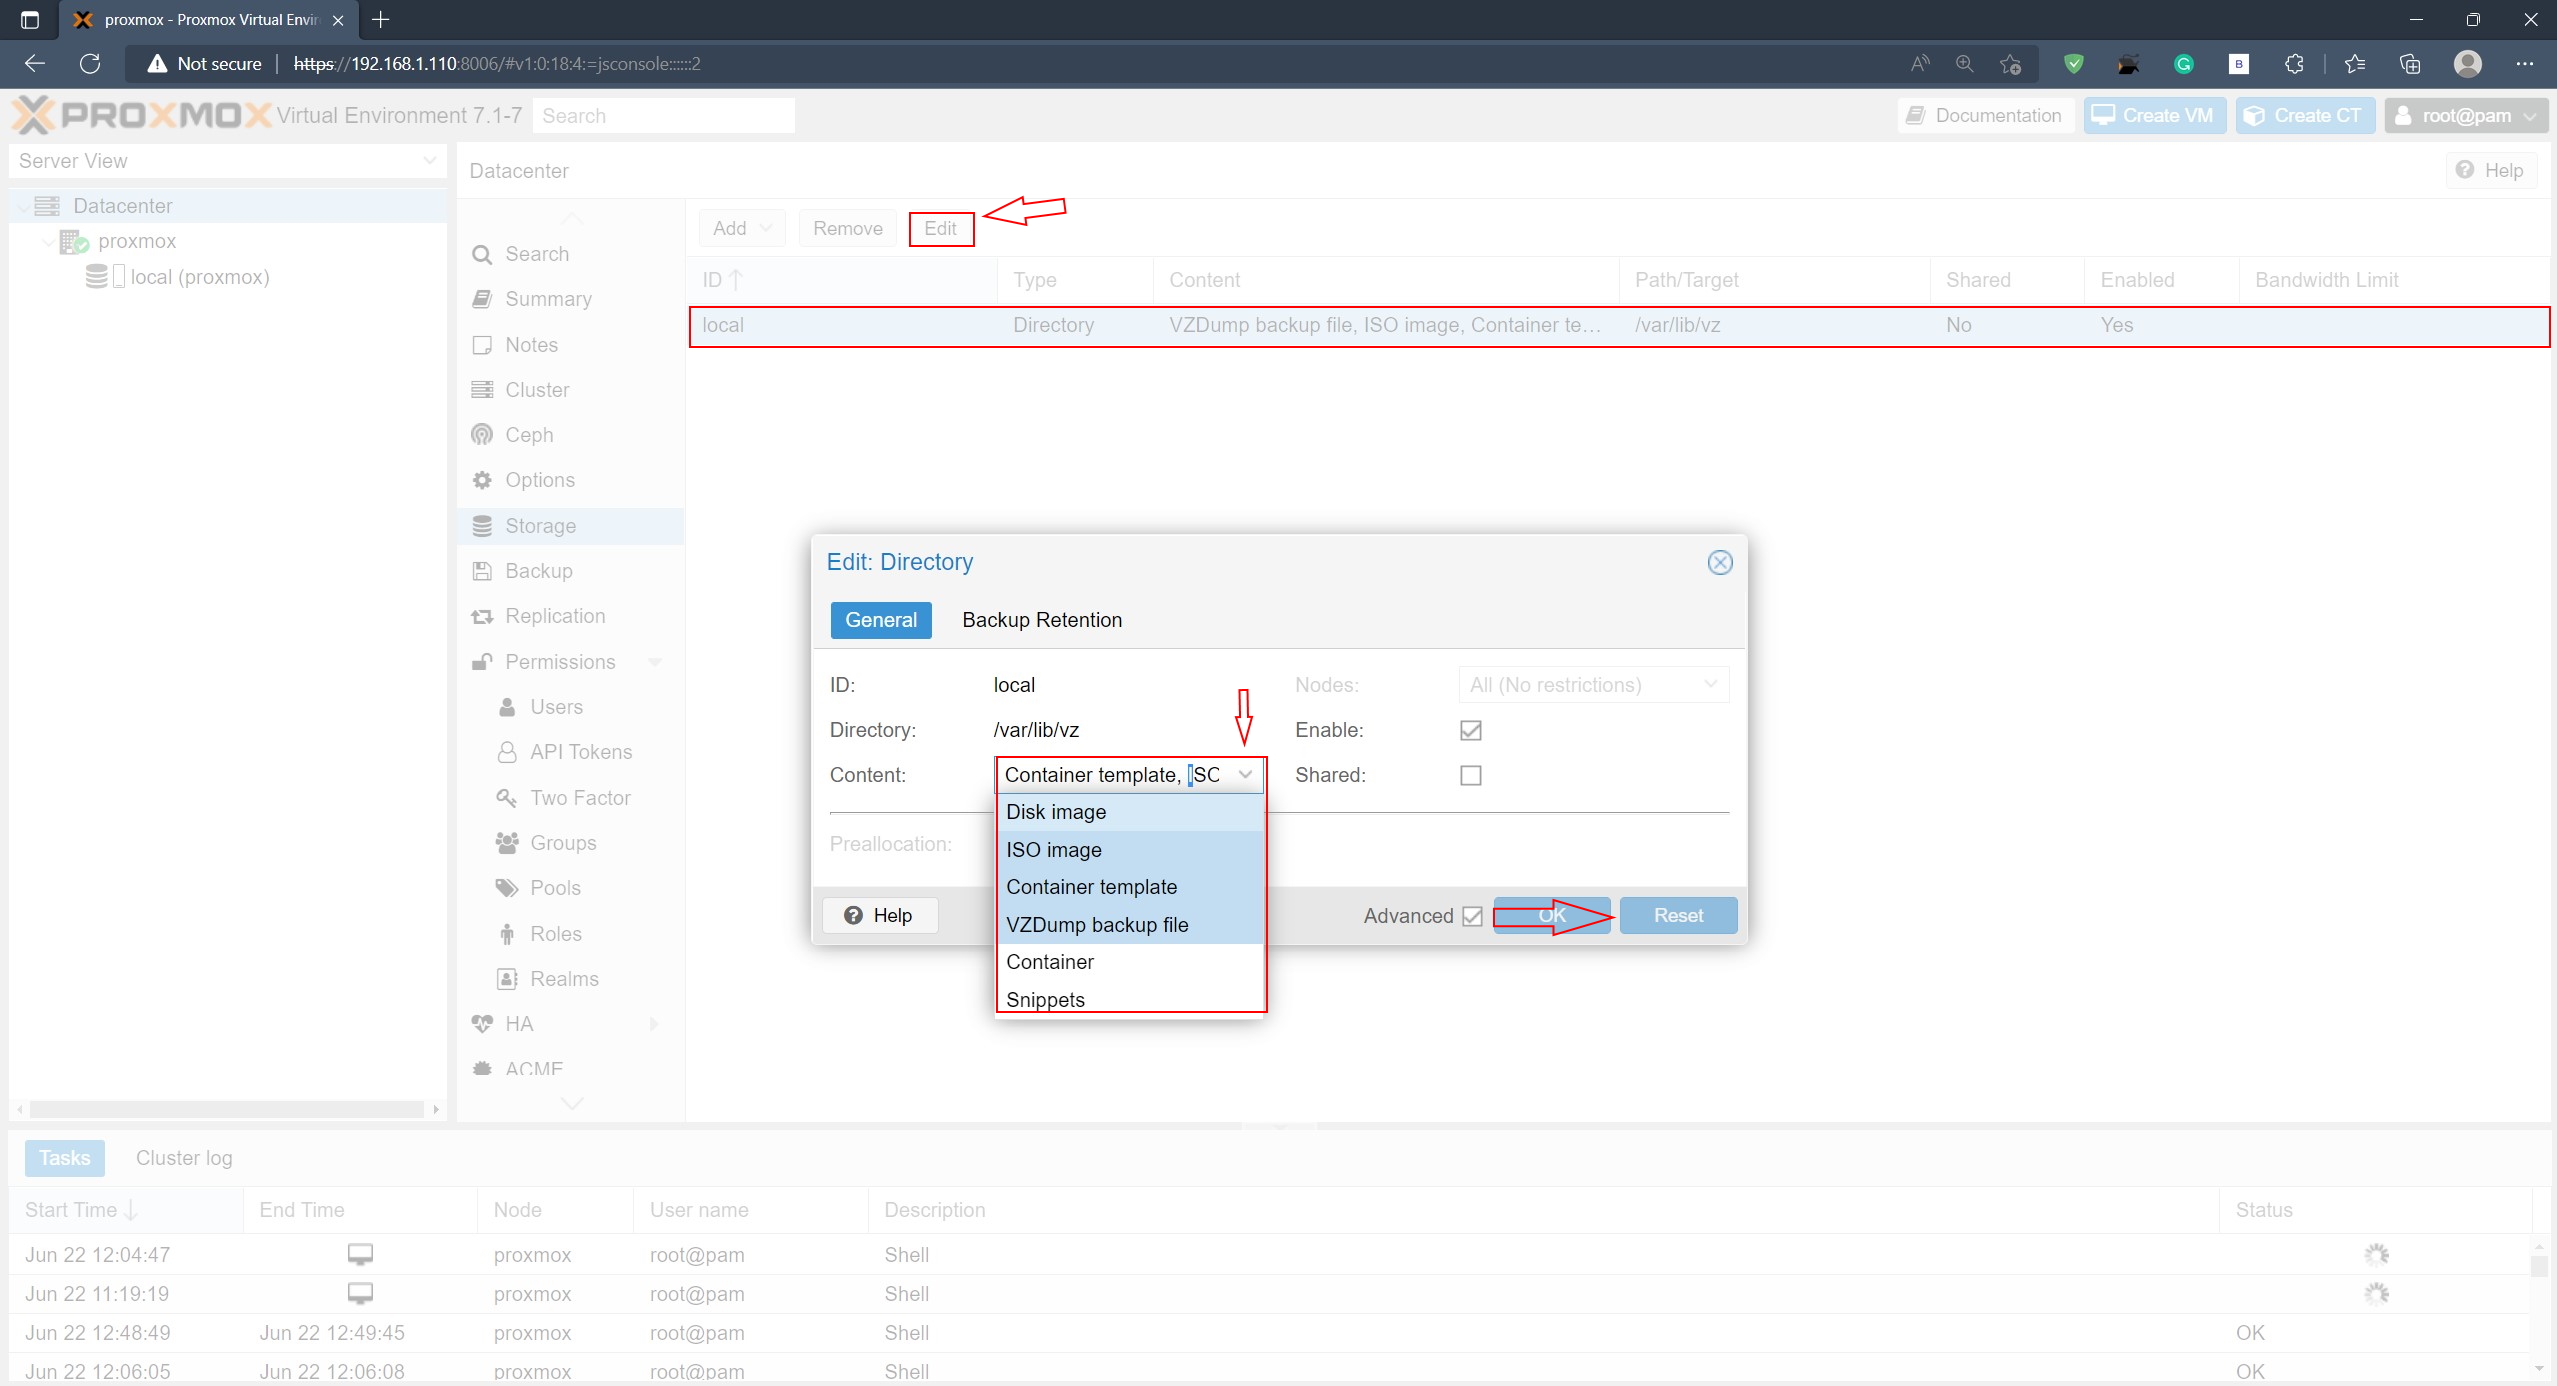 proxmox - Proxmox Virtual Envir
Not secure https://192.168.1.110:8006/#v1:0:18:4:=jsconsole::::::2
PROXMOX Virtual Environment 7.1-7 Search Documentation Create VM Create CT root@pam
Server View
Datacenter
proxmox
local (proxmox)
Datacenter Help
Search
Summary
Notes
Cluster
Ceph
Options
Storage
Backup
Replication
Permissions
Users
API Tokens
Two Factor
Groups
Pools
Roles
Realms
HA
ACME
Add Remove Edit
ID Type Content Path/Target Shared Enabled Bandwidth Limit
local Directory VZDump backup file, ISO image, Container te... /var/lib/vz No Yes
Edit: Directory
General Backup Retention
ID: local Nodes: All (No restrictions)
Directory: /var/lib/vz Enable:
Content: Container template, ISO Shared:
Disk image
ISO image
Container template
VZDump backup file
Container
Snippets
Preallocation:
Help Advanced OK Reset
Tasks Cluster log
Start Time End Time Node User name Description Status
Jun 22 12:04:47 proxmox root@pam Shell
Jun 22 11:19:19 proxmox root@pam Shell
Jun 22 12:48:49 Jun 22 12:49:45 proxmox root@pam Shell OK
Jun 22 12:06:05 Jun 22 12:06:08 proxmox root@pam Shell OK